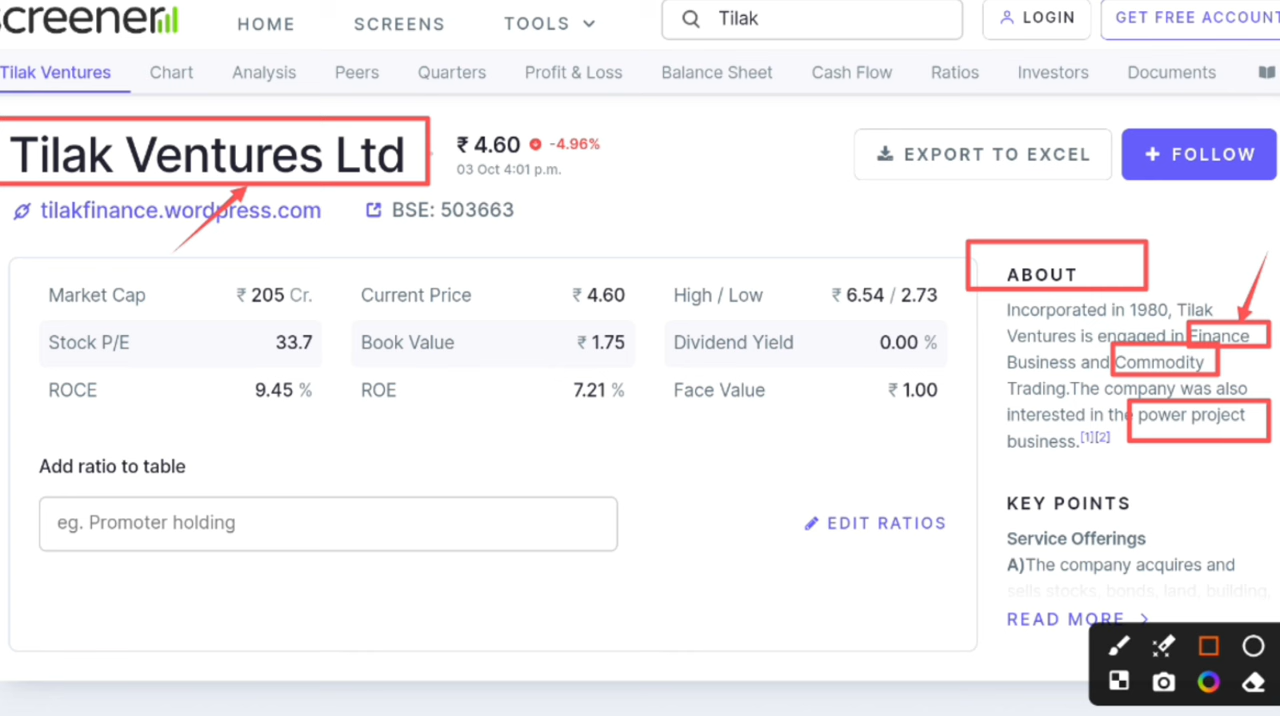 screener
HOME SCREENS TOOLS
Tilak
LOGIN
GET FREE ACCOUNT
Tilak Ventures Chart Analysis Peers Quarters Profit & Loss Balance Sheet Cash Flow Ratios Investors Documents
Tilak Ventures Ltd
₹ 4.60 -4.96%
03 Oct 4:01 p.m.
EXPORT TO EXCEL
+ FOLLOW
tilakfinance.wordpress.com
BSE: 503663
Market Cap ₹ 205 Cr.
Current Price ₹ 4.60
High / Low ₹ 6.54 / 2.73
Stock P/E 33.7
Book Value ₹ 1.75
Dividend Yield 0.00 %
ROCE 9.45 %
ROE 7.21 %
Face Value ₹ 1.00
Add ratio to table
eg. Promoter holding
EDIT RATIOS
ABOUT
Incorporated in 1980, Tilak
Ventures is engaged in Finance
Business and Commodity
Trading.The company was also
interested in the power project
business.[1][2]
KEY POINTS
Service Offerings
A)The company acquires and
sells stocks, bonds, land, building,
READ MORE